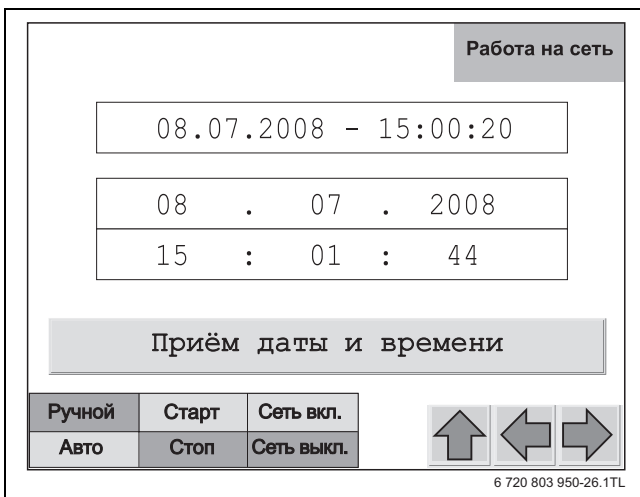 Работа на сеть
08.07.2008 - 15:00:20
08 . 07 . 2008
15 : 01 : 44
Приём даты и времени
Ручной Старт Сеть вкл.
Авто Стоп Сеть выкл.
6 720 803 950-26.1TL